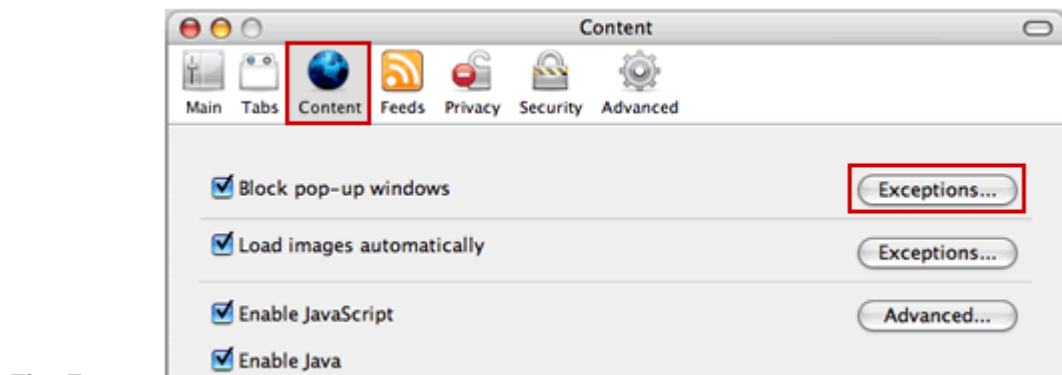 Content
Main Tabs Content Feeds Privacy Security Advanced
Block pop-up windows Exceptions...
Load images automatically Exceptions...
Enable JavaScript Advanced...
Enable Java